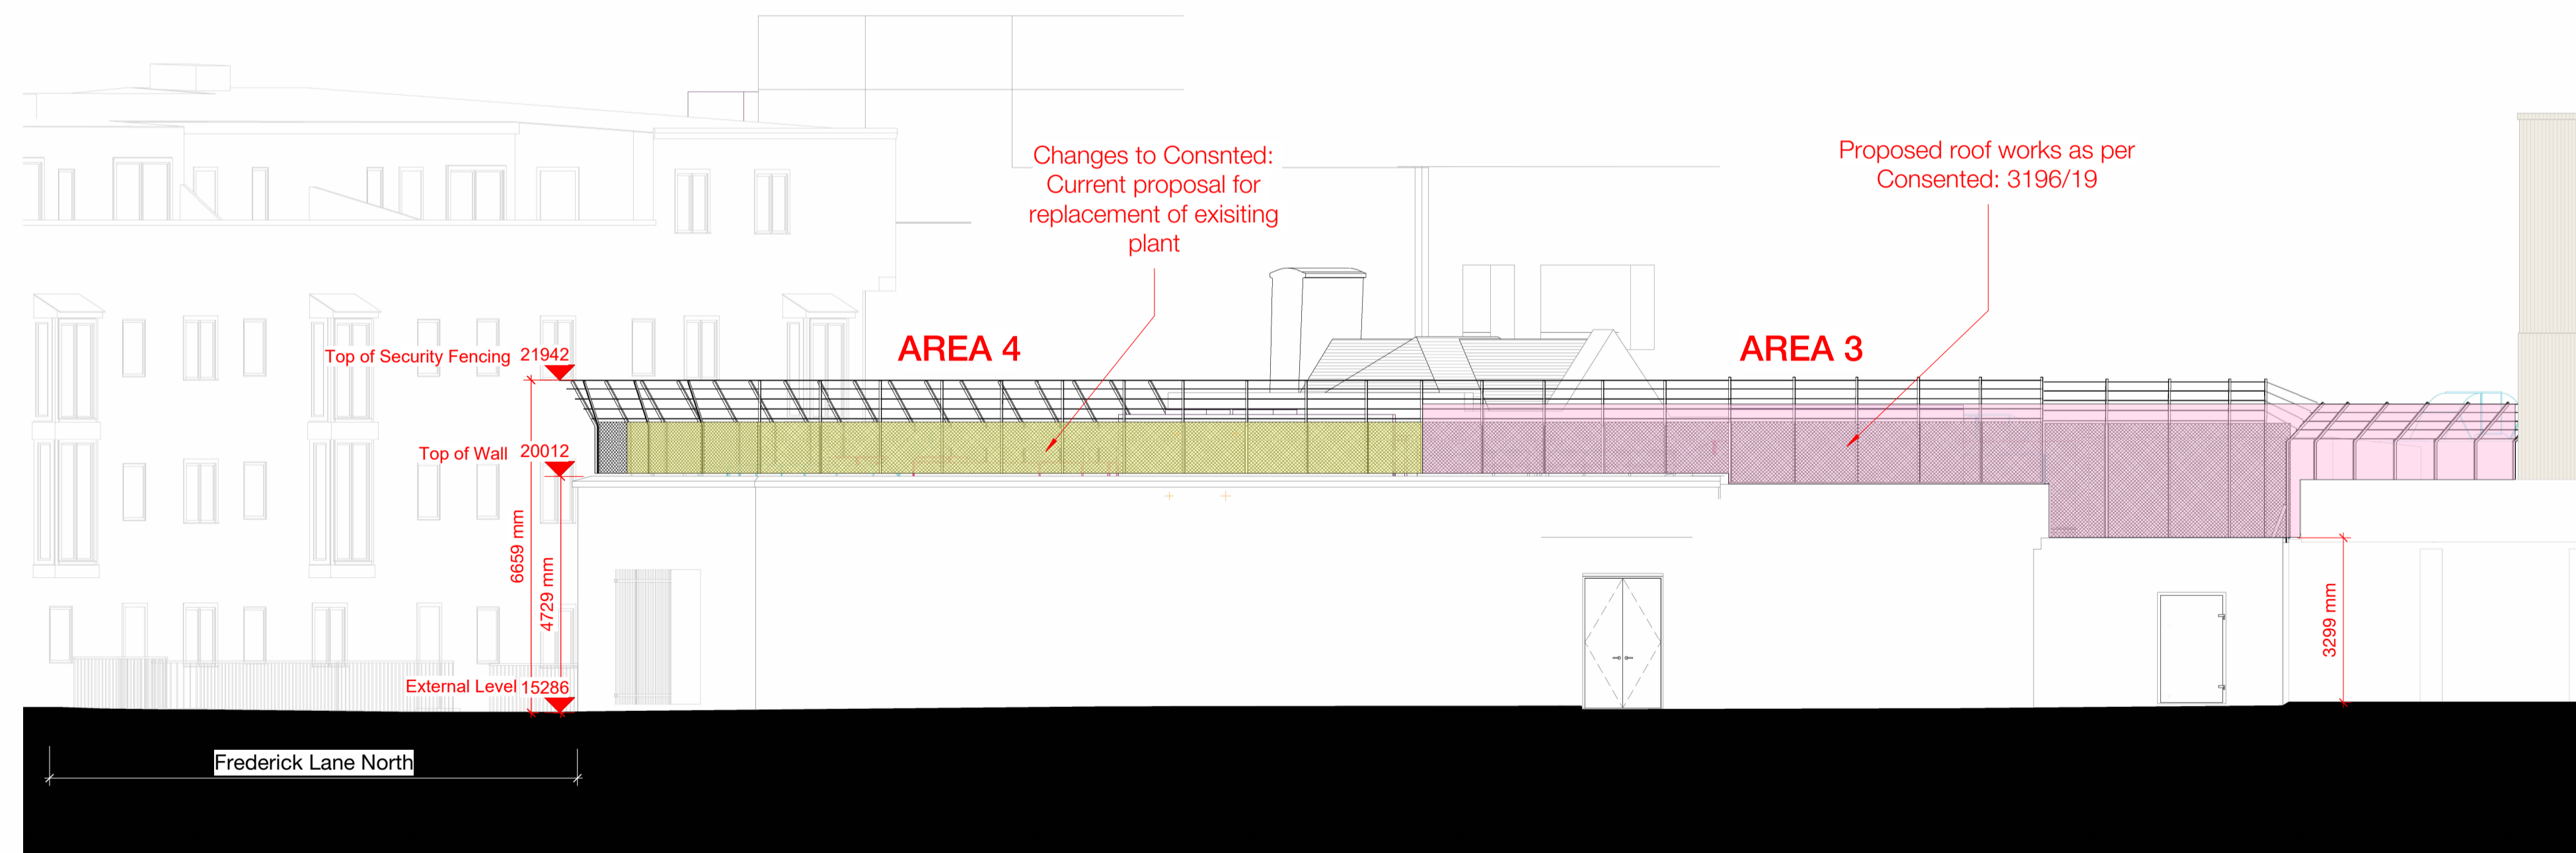 Changes to Consnted:
Current proposal for
replacement of exisiting
plant
Proposed roof works as per
Consented: 3196/19
AREA 4
AREA 3
Top of Security Fencing 21942
Top of Wall 20012
6659 mm
4729 mm
3299 mm
External Level 15286
Frederick Lane North